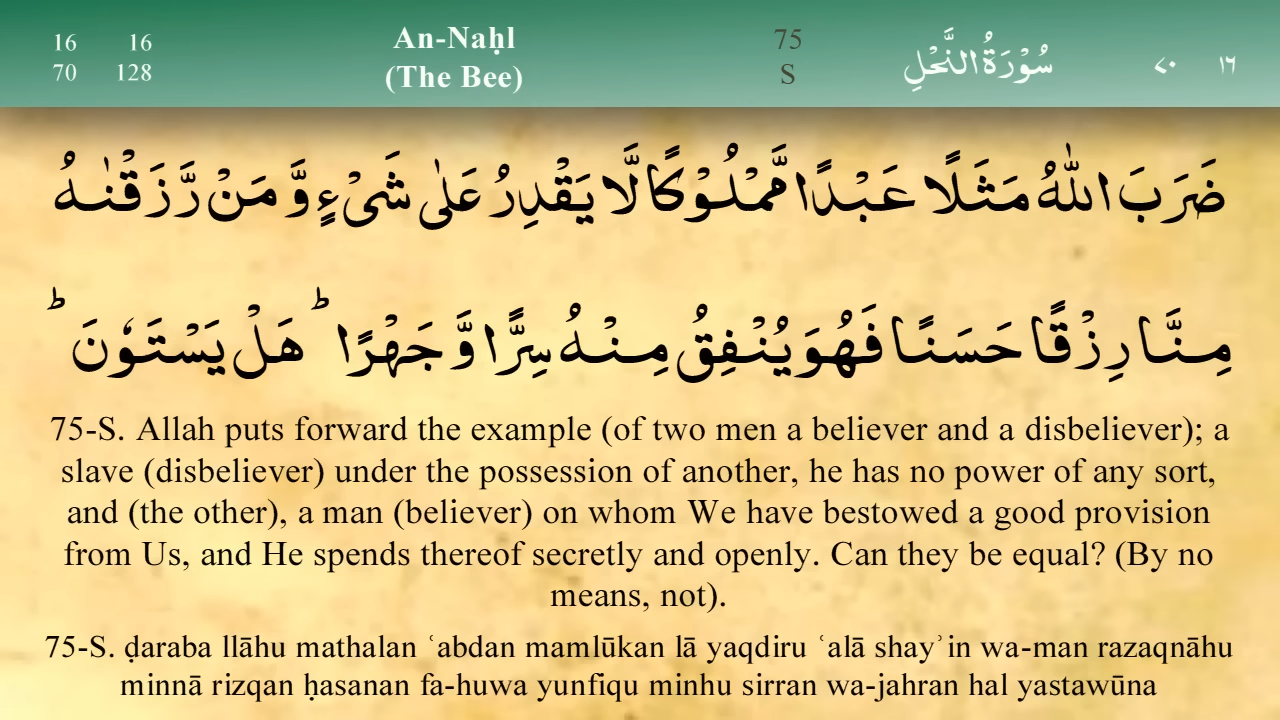 16 16
70 128
An-Naḥl
(The Bee)
75
S
سُوْرَةُ النَّحْلِ
٧٠ ١٦
ضَرَبَ اللّٰهُ مَثَلًا عَبْدًا مَّمْلُوْكًا لَّا يَقْدِرُ عَلٰى شَیْءٍ وَّ مَنْ رَّزَقْنٰهُ
مِنَّا رِزْقًا حَسَنًا فَهُوَ یُنْفِقُ مِنْهُ سِرًّا وَّ جَهْرًا ؕ هَلْ یَسْتَوٗنَ ؕ
75-S. Allah puts forward the example (of two men a believer and a disbeliever); a
slave (disbeliever) under the possession of another, he has no power of any sort,
and (the other), a man (believer) on whom We have bestowed a good provision
from Us, and He spends thereof secretly and openly. Can they be equal? (By no
means, not).
75-S. ḍaraba llāhu mathalan ʿabdan mamlūkan lā yaqdiru ʿalā shayʾin wa-man razaqnāhu
minnā rizqan ḥasanan fa-huwa yunfiqu minhu sirran wa-jahran hal yastawūna